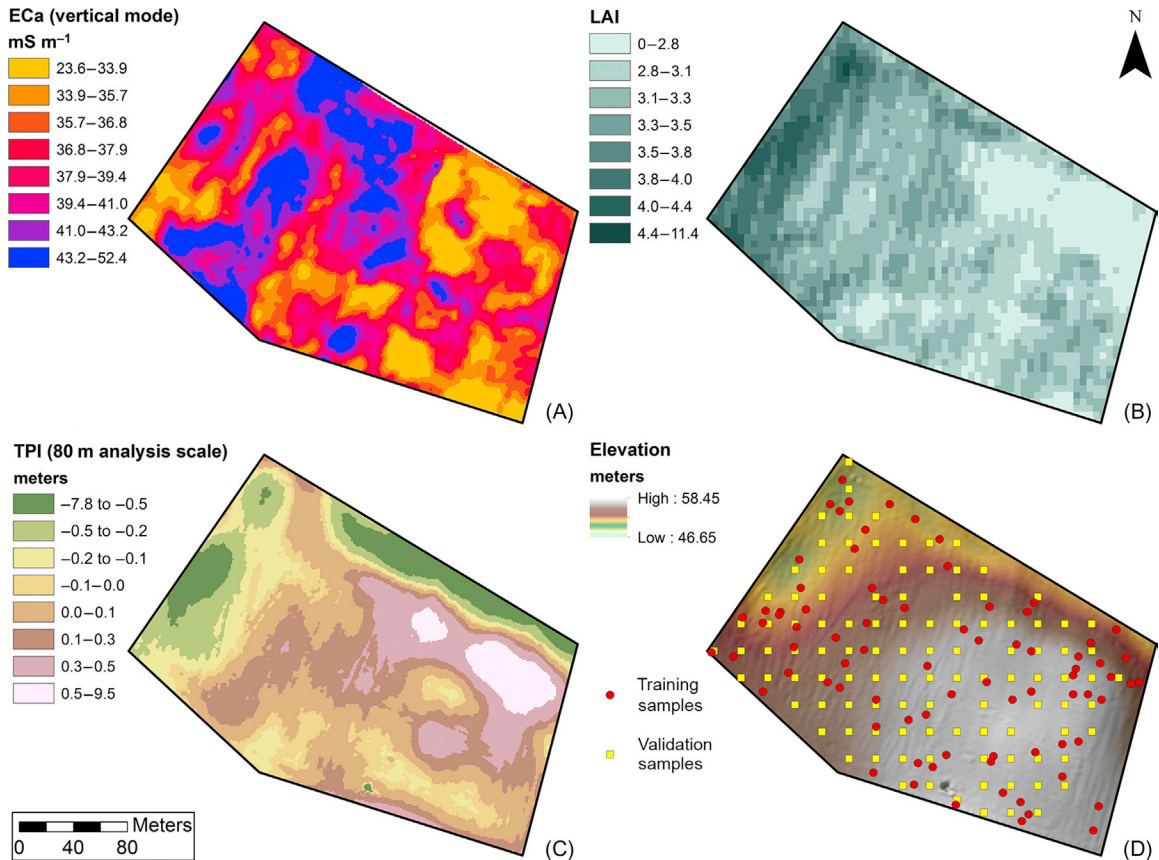 ECa (vertical mode)
mS m⁻¹
23.6–33.9
33.9–35.7
35.7–36.8
36.8–37.9
37.9–39.4
39.4–41.0
41.0–43.2
43.2–52.4
(A)
LAI
0–2.8
2.8–3.1
3.1–3.3
3.3–3.5
3.5–3.8
3.8–4.0
4.0–4.4
4.4–11.4
N
(B)
TPI (80 m analysis scale)
meters
–7.8 to –0.5
–0.5 to –0.2
–0.2 to –0.1
–0.1–0.0
0.0–0.1
0.1–0.3
0.3–0.5
0.5–9.5
Meters
0 40 80
(C)
Elevation
meters
High : 58.45
Low : 46.65
Training
samples
Validation
samples
(D)